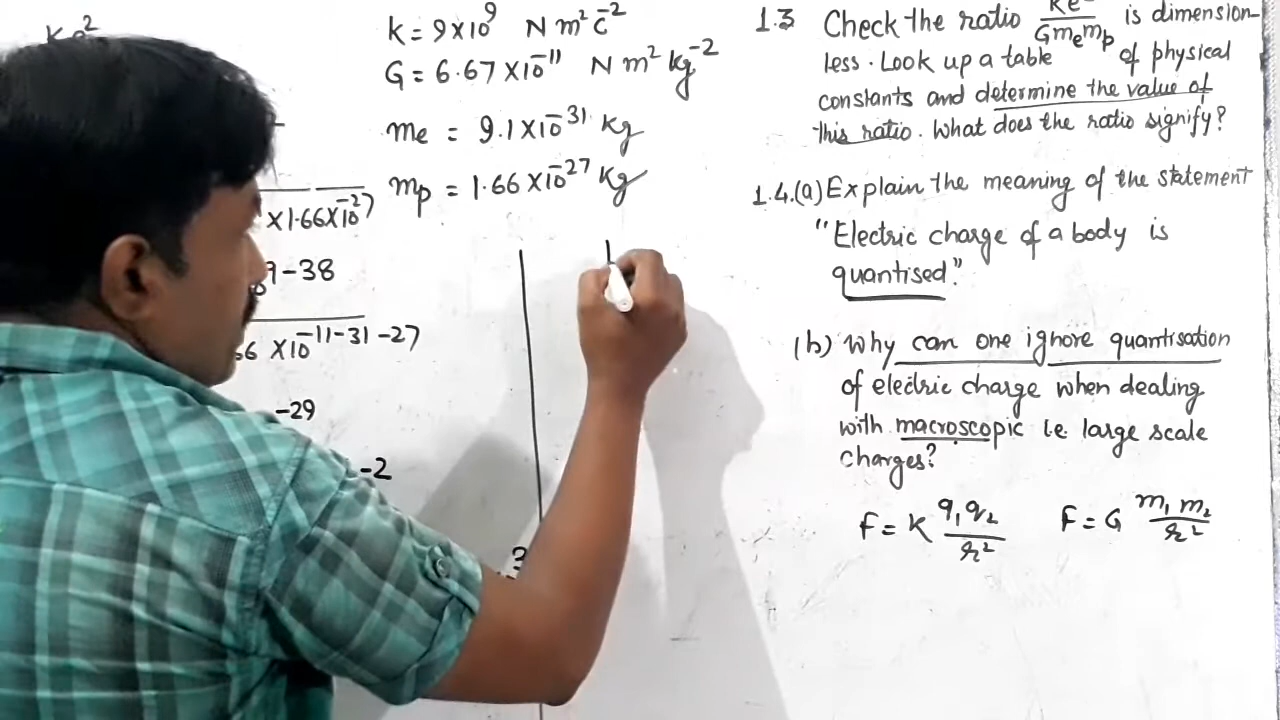 Ke²
K = 9×10⁹ N m² C⁻²
G = 6.67 ×10⁻¹¹ N m² Kg⁻²
me = 9.1×10⁻³¹ Kg
mp = 1.66 ×10⁻²⁷ Kg
×1.66×10⁻²⁷
9-38
×10⁻¹¹⁻³¹⁻²⁷
-29
-2
3
1.3 Check the ratio Ke²/Gmemp is dimension-
less. Look up a table of physical
constants and determine the value of
this ratio. What does the ratio signify?
1.4.(a) Explain the meaning of the statement
"Electric charge of a body is
quantised".
(b) Why can one ignore quantisation
of electric charge when dealing
with macroscopic i.e large scale
charges?
F = K q₁q₂/r² F = G m₁m₂/r²